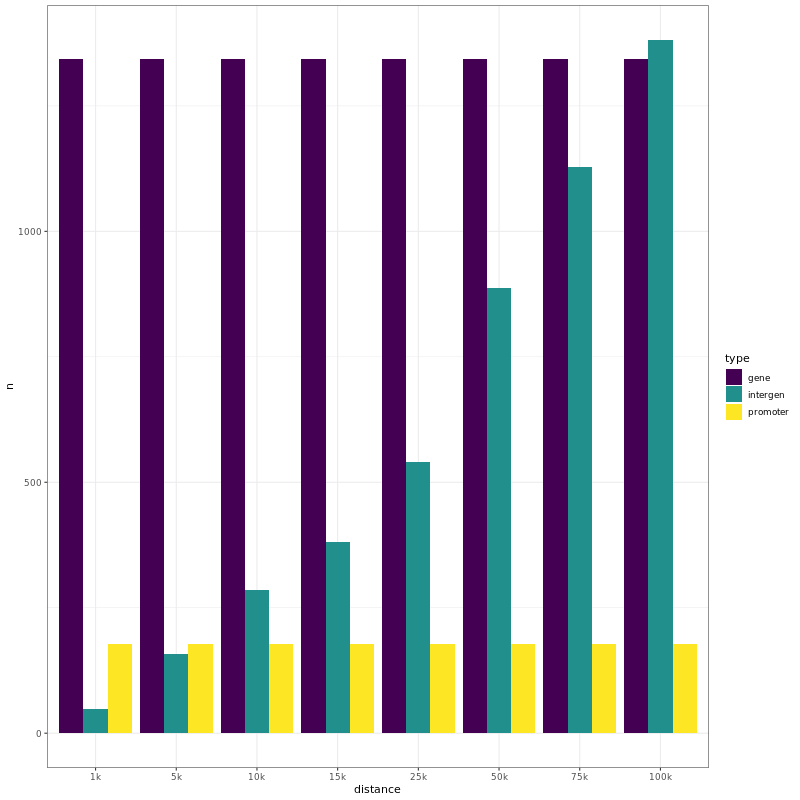 1000
500
0
n
1k 5k 10k 15k 25k 50k 75k 100k
distance
type
gene
intergen
promoter